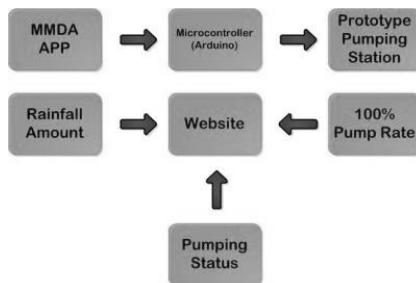 MMDA
APP
Microcontroller
(Arduino)
Prototype
Pumping
Station
Rainfall
Amount
Website
100%
Pump Rate
Pumping
Status